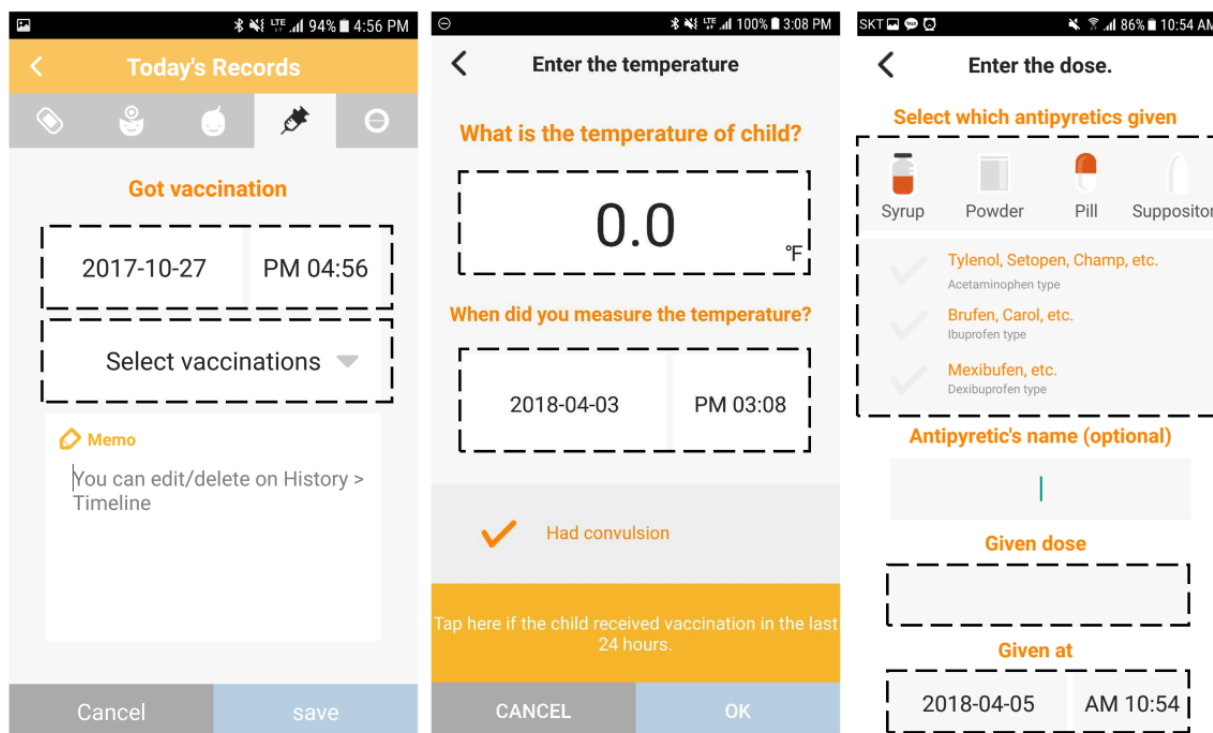 LTE 94% 4:56 PM
Today's Records
Got vaccination
2017-10-27 PM 04:56
Select vaccinations
Memo
You can edit/delete on History >
Timeline
Cancel save
LTE 100% 3:08 PM
Enter the temperature
What is the temperature of child?
0.0
°F
When did you measure the temperature?
2018-04-03 PM 03:08
Had convulsion
Tap here if the child received vaccination in the last
24 hours.
CANCEL OK
SKT 86% 10:54 AM
Enter the dose.
Select which antipyretics given
Syrup Powder Pill Suppositor
Tylenol, Setopen, Champ, etc.
Acetaminophen type
Brufen, Carol, etc.
Ibuprofen type
Mexibufen, etc.
Dexibuprofen type
Antipyretic's name (optional)
Given dose
Given at
2018-04-05 AM 10:54